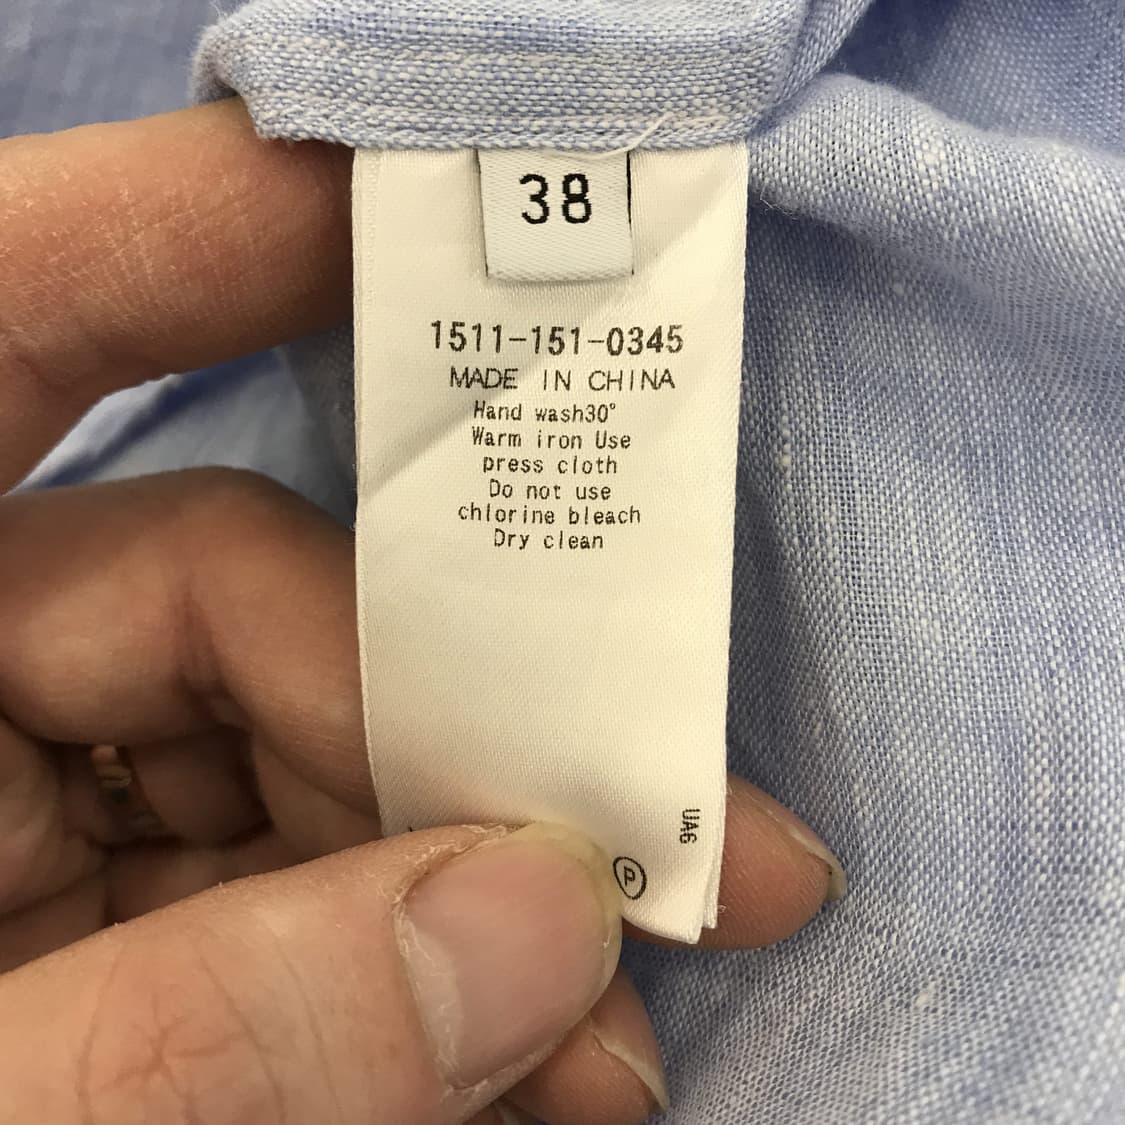 38
1511-151-0345
MADE IN CHINA
Hand wash30°
Warm iron Use
press cloth
Do not use
chlorine bleach
Dry clean
UA6
P